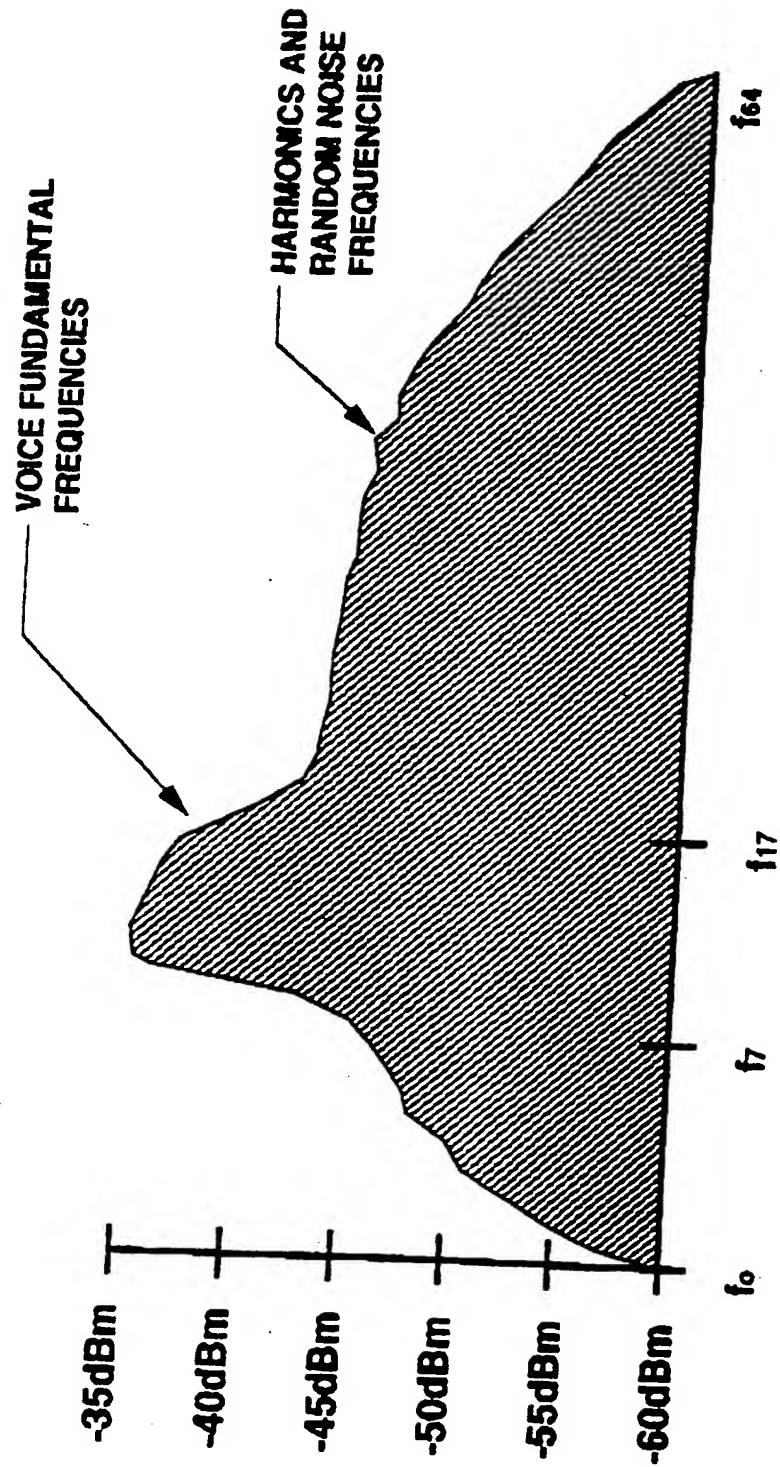 VOICE FUNDAMENTAL
FREQUENCIES
HARMONICS AND
RANDOM NOISE
FREQUENCIES
-35dBm
-40dBm
-45dBm
-50dBm
-55dBm
-60dBm
f₀
f₇
f₁₇
f₆₄